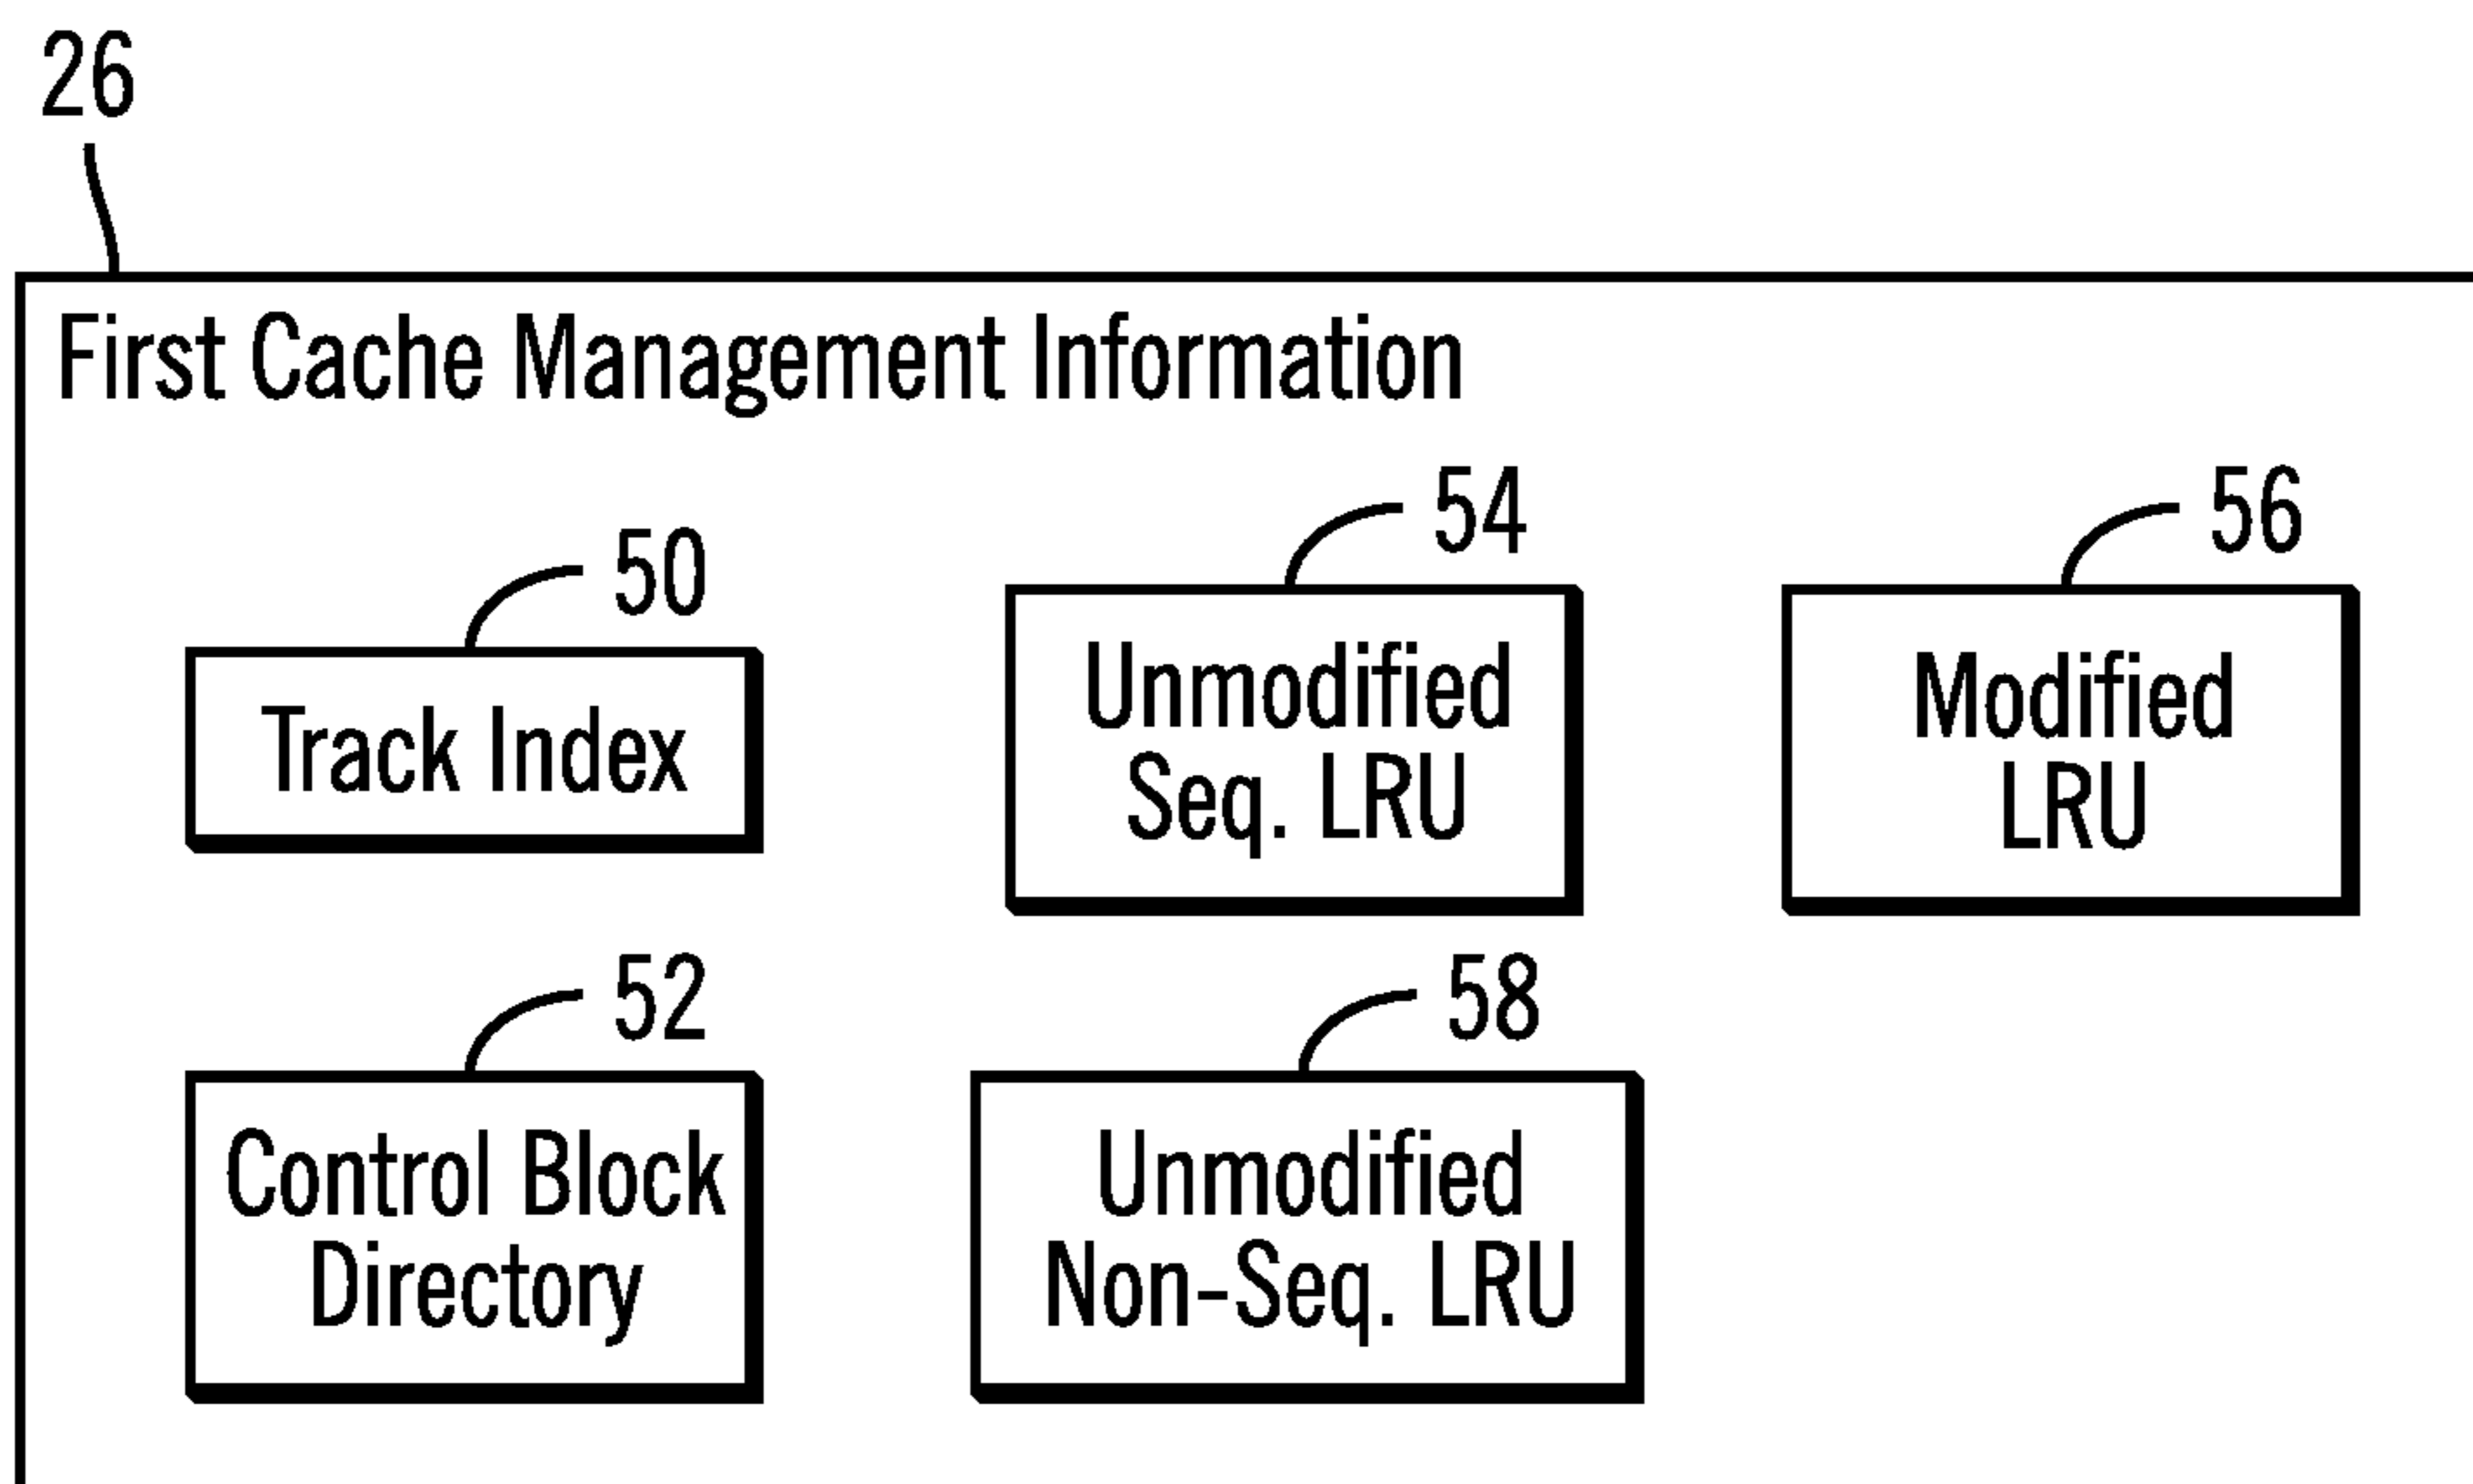 26
First Cache Management Information
50
Track Index
54
Unmodified
Seq. LRU
56
Modified
LRU
52
Control Block
Directory
58
Unmodified
Non-Seq. LRU